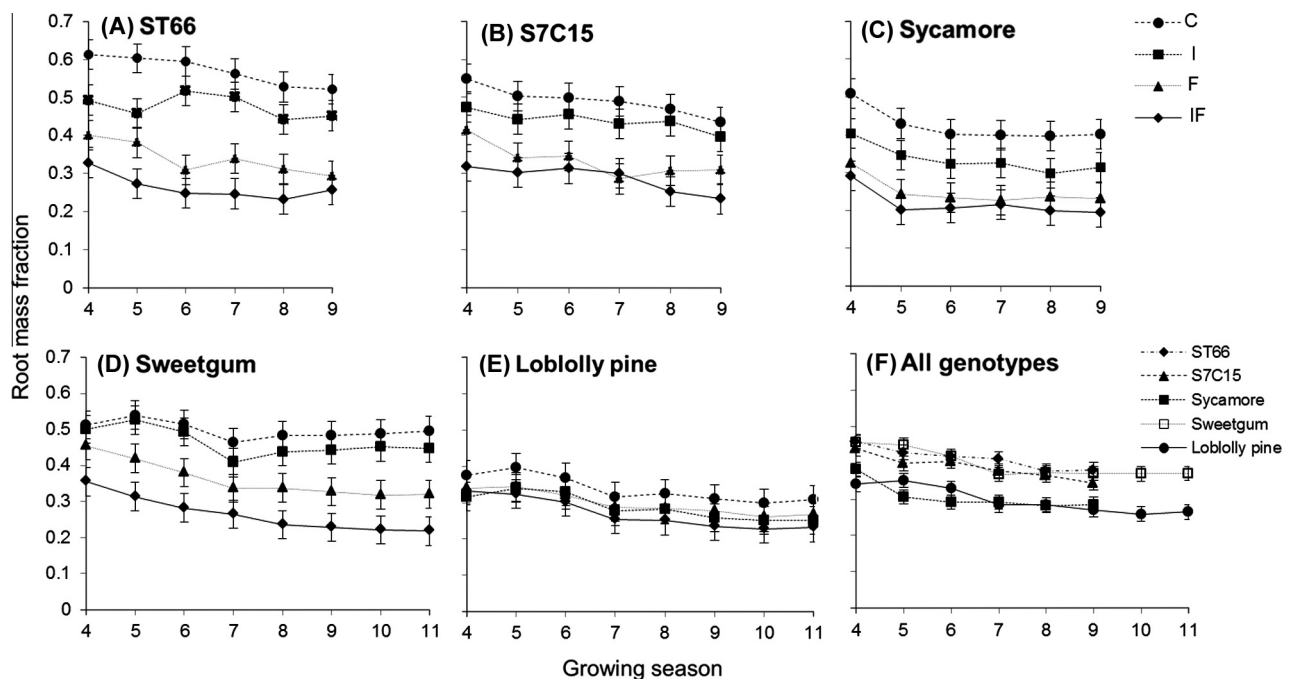 Root mass fraction
(A) ST66
0.7
0.6
0.5
0.4
0.3
0.2
0.1
0
4 5 6 7 8 9
(B) S7C15
4 5 6 7 8 9
(C) Sycamore
4 5 6 7 8 9
C
I
F
IF
(D) Sweetgum
0.7
0.6
0.5
0.4
0.3
0.2
0.1
0
4 5 6 7 8 9 10 11
(E) Loblolly pine
4 5 6 7 8 9 10 11
(F) All genotypes
4 5 6 7 8 9 10 11
ST66
S7C15
Sycamore
Sweetgum
Loblolly pine
Growing season